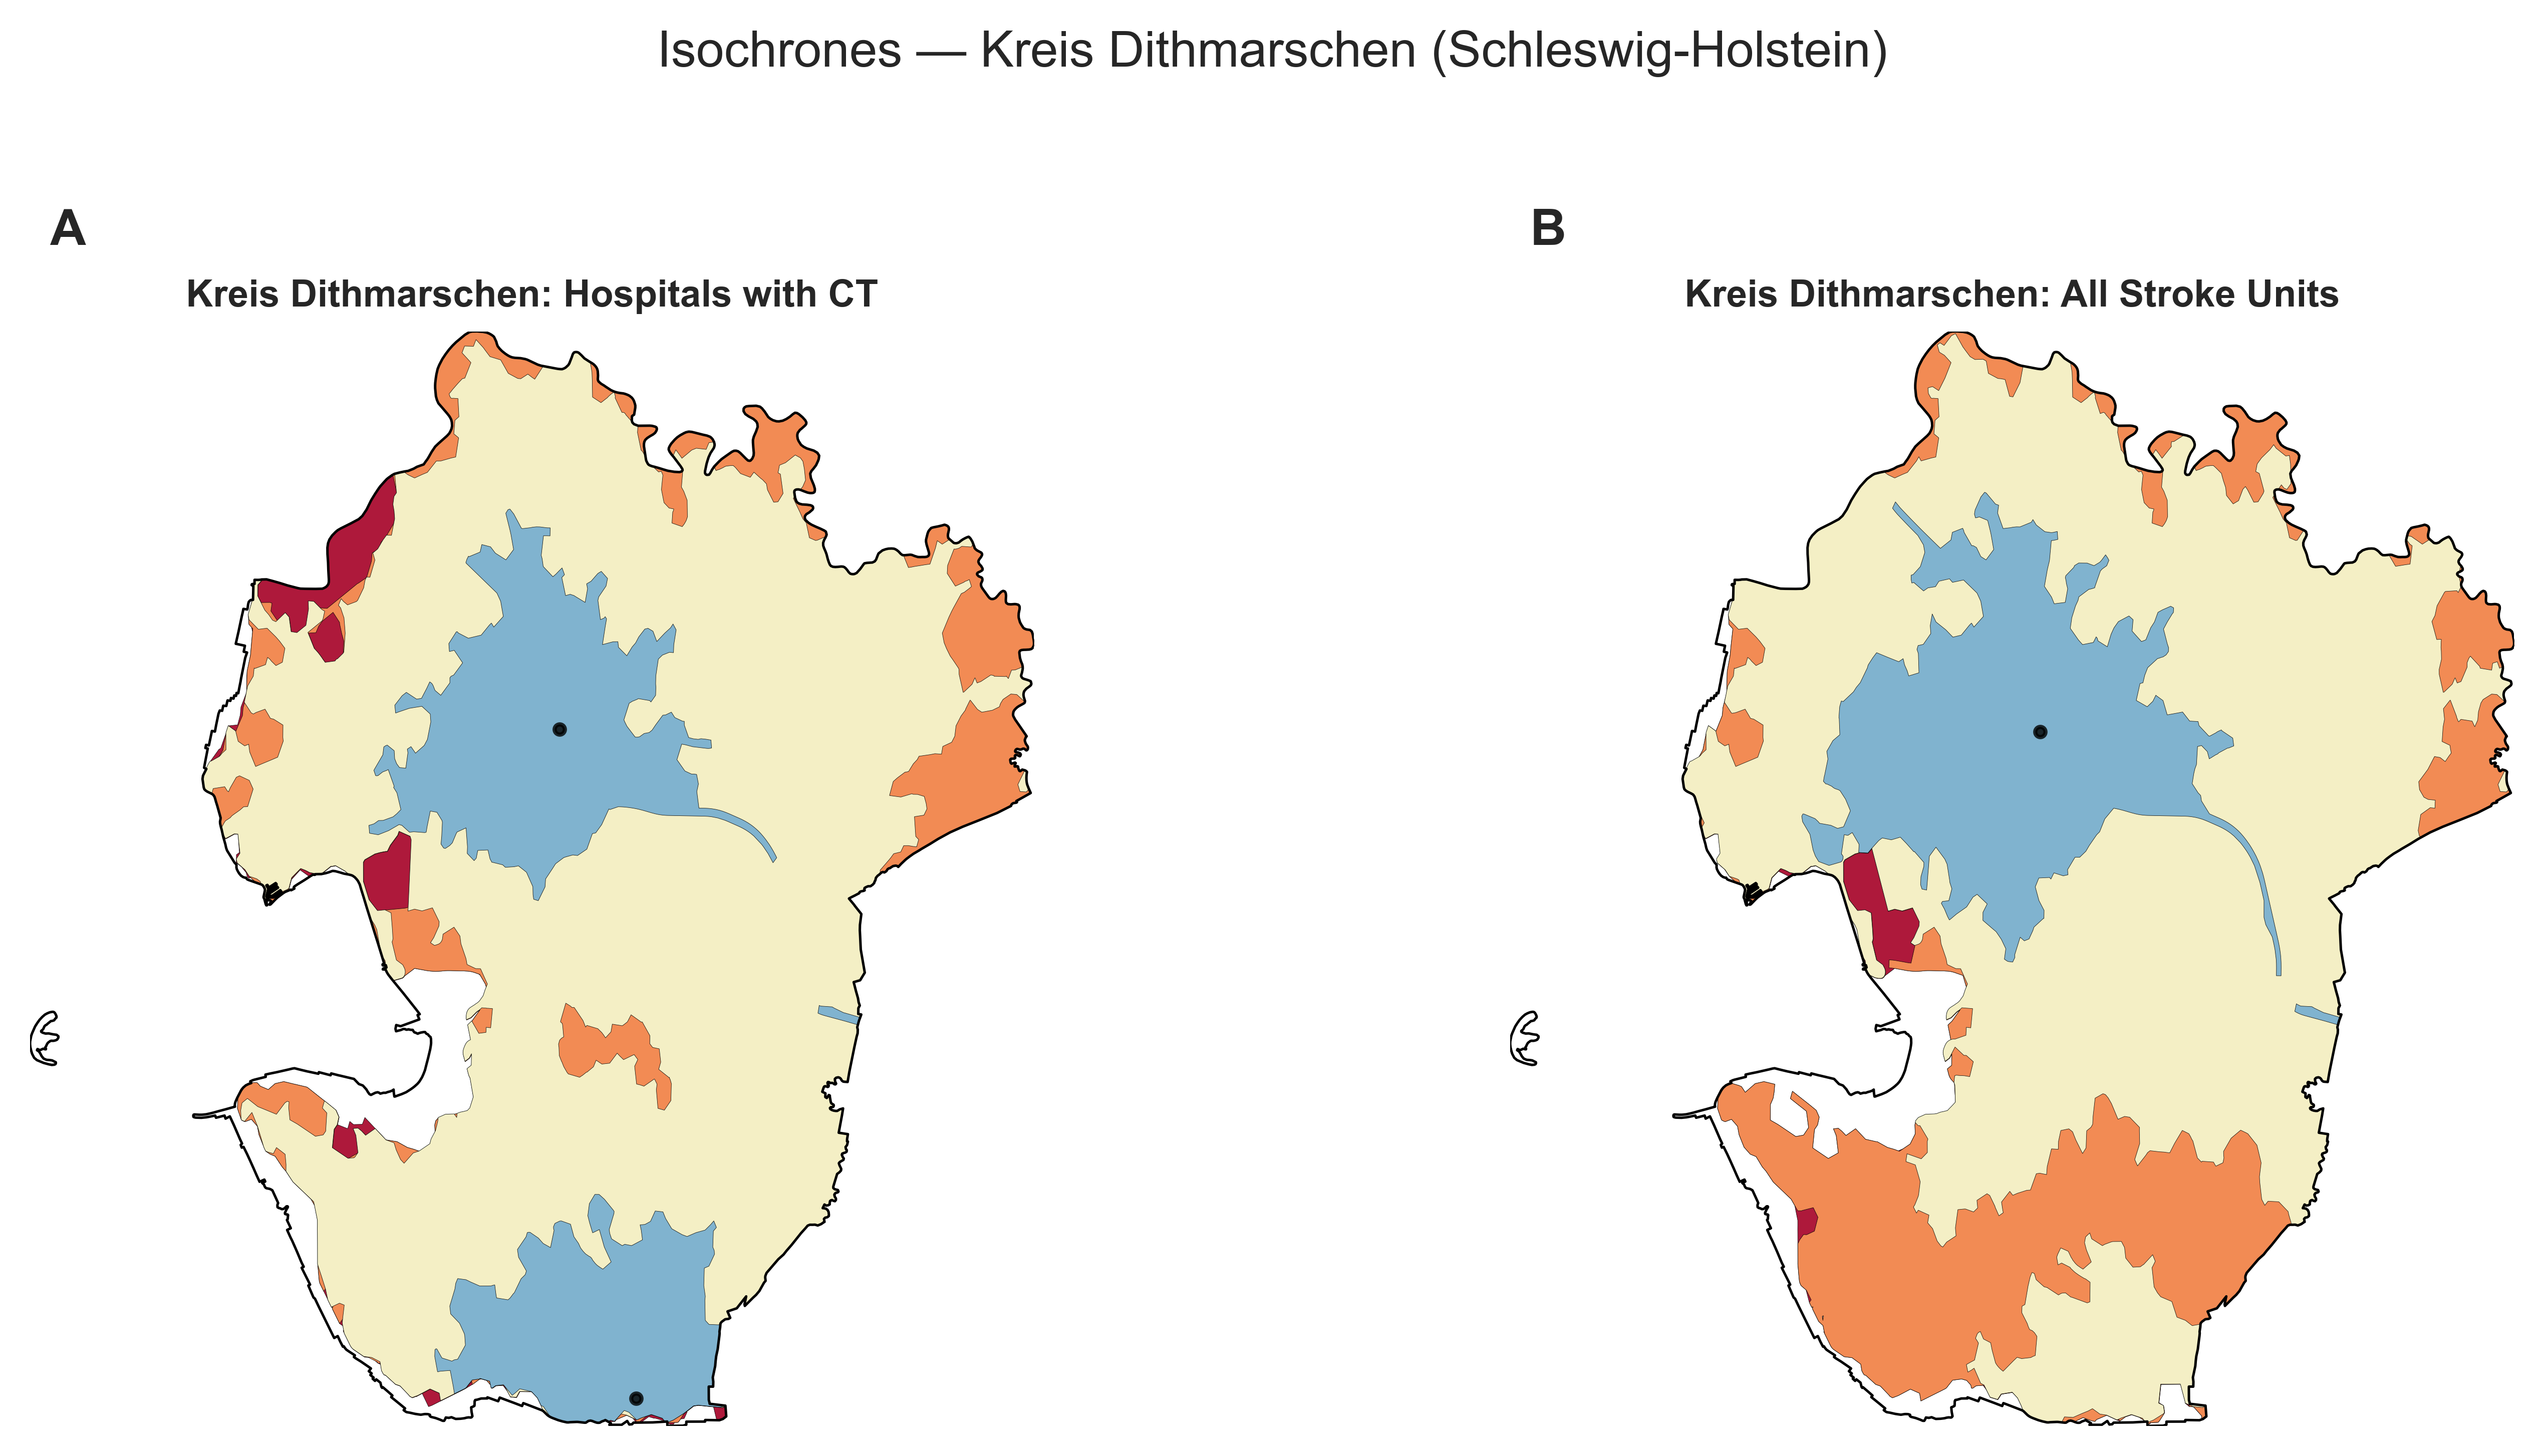 Isochrones — Kreis Dithmarschen (Schleswig-Holstein)
A
B
Kreis Dithmarschen: Hospitals with CT
Kreis Dithmarschen: All Stroke Units